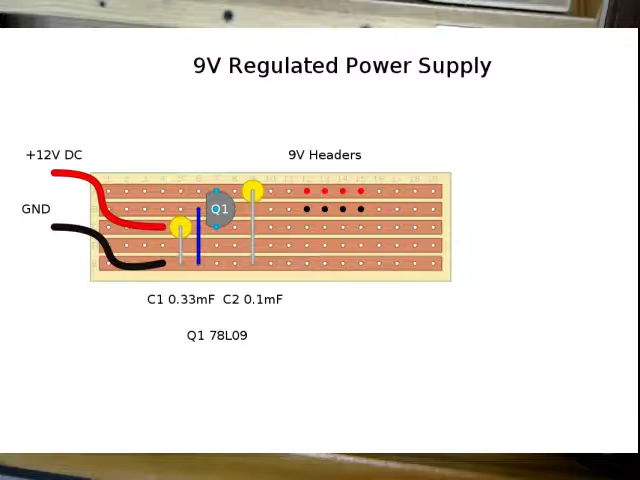 9V Regulated Power Supply
+12V DC
9V Headers
GND
Q1
C1 0.33mF C2 0.1mF
Q1 78L09